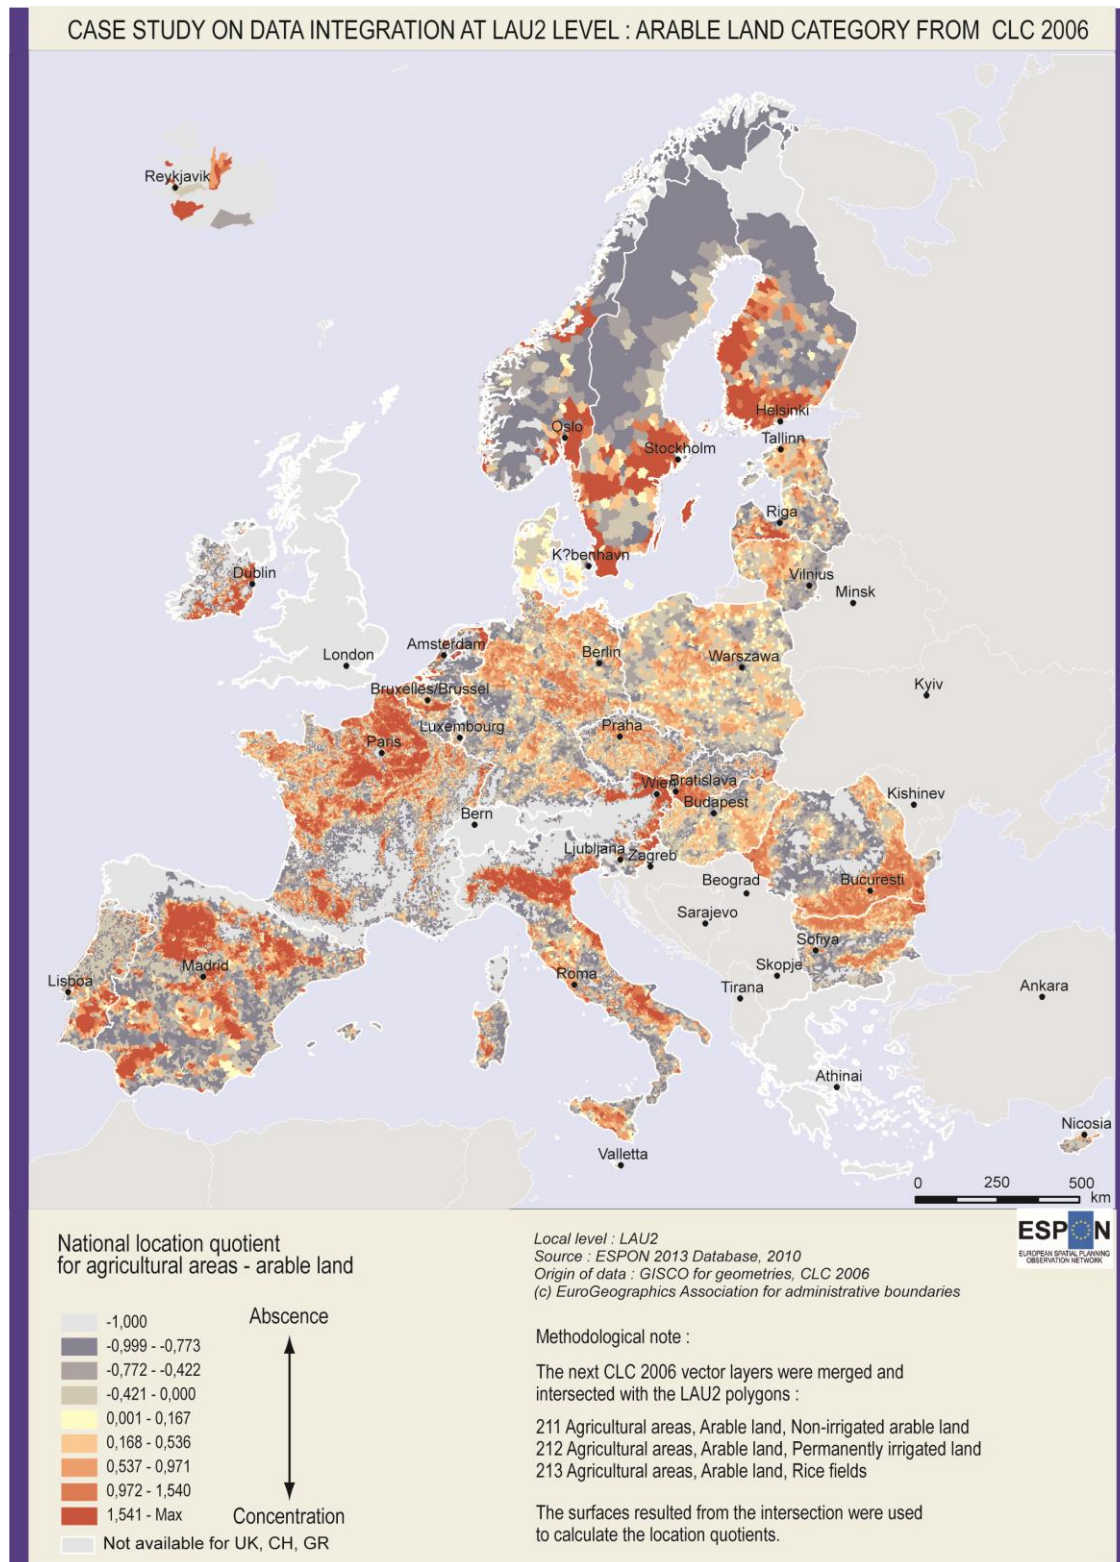 CASE STUDY ON DATA INTEGRATION AT LAU2 LEVEL : ARABLE LAND CATEGORY FROM CLC 2006
Reykjavik
Oslo
Helsinki
Stockholm
Tallinn
Riga
K?benhavn
Dublin
Vilnius
Minsk
Amsterdam
London
Berlin
Warszawa
Bruxelles/Brussel
Kyiv
Luxembourg
Praha
Paris
Wien
Bratislava
Budapest
Kishinev
Bern
Ljubljana
Zagreb
Beograd
Bucuresti
Sarajevo
Sofiya
Madrid
Roma
Skopje
Lisboa
Tirana
Ankara
Athinai
Nicosia
Valletta
0 250 500
km
ESPON
EUROPEAN SPATIAL PLANNING
OBSERVATION NETWORK
National location quotient
for agricultural areas - arable land
Abscence
-1,000
-0,999 - -0,773
-0,772 - -0,422
-0,421 - 0,000
0,001 - 0,167
0,168 - 0,536
0,537 - 0,971
0,972 - 1,540
1,541 - Max
Concentration
Not available for UK, CH, GR
Local level : LAU2
Source : ESPON 2013 Database, 2010
Origin of data : GISCO for geometries, CLC 2006
(c) EuroGeographics Association for administrative boundaries
Methodological note :
The next CLC 2006 vector layers were merged and
intersected with the LAU2 polygons :
211 Agricultural areas, Arable land, Non-irrigated arable land
212 Agricultural areas, Arable land, Permanently irrigated land
213 Agricultural areas, Arable land, Rice fields
The surfaces resulted from the intersection were used
to calculate the location quotients.